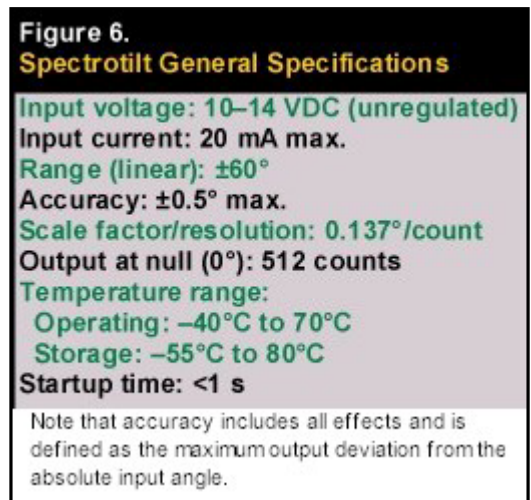 Figure 6.
Spectrotilt General Specifications
Input voltage: 10–14 VDC (unregulated)
Input current: 20 mA max.
Range (linear): ±60°
Accuracy: ±0.5° max.
Scale factor/resolution: 0.137°/count
Output at null (0°): 512 counts
Temperature range:
Operating: –40°C to 70°C
Storage: –55°C to 80°C
Startup time: <1 s
Note that accuracy includes all effects and is
defined as the maximum output deviation from the
absolute input angle.